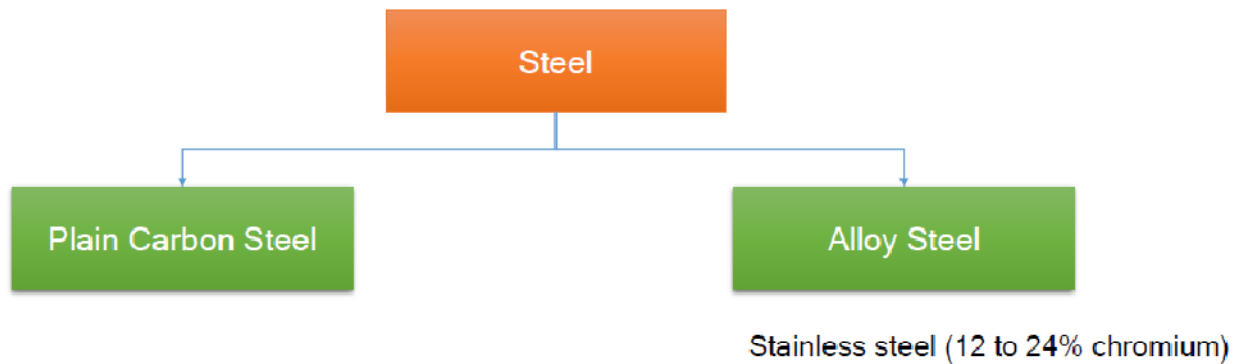 Steel
Plain Carbon Steel
Alloy Steel
Stainless steel (12 to 24% chromium)